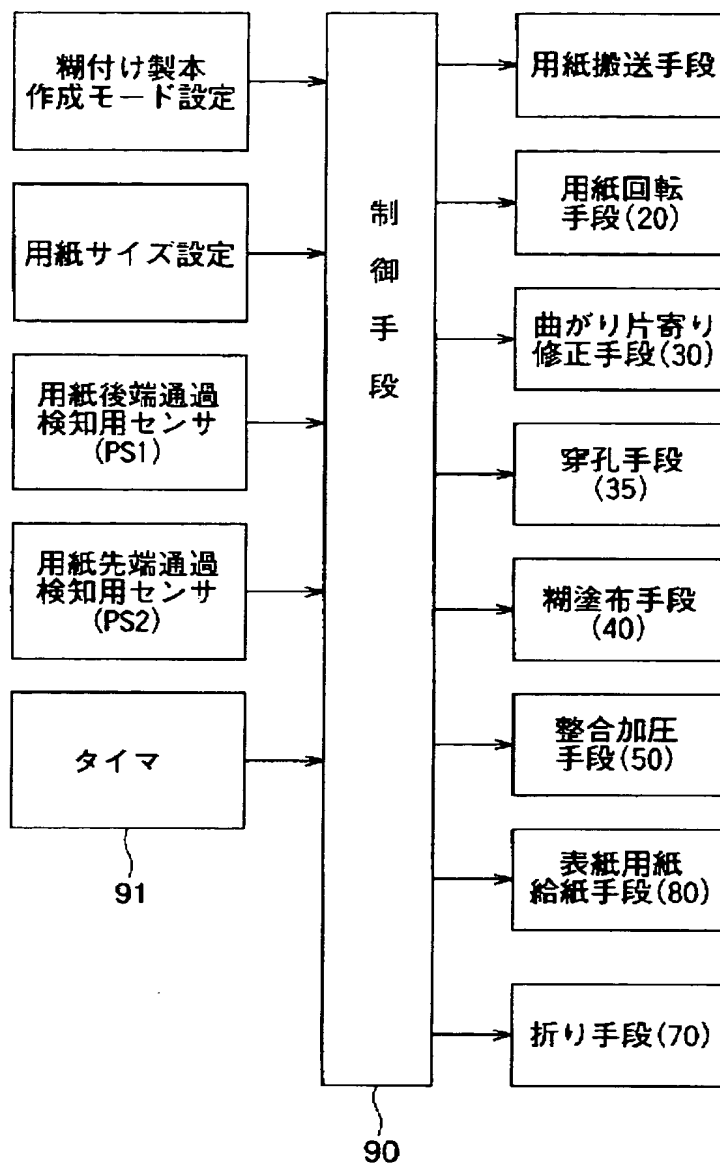 糊付け製本
作成モード設定
用紙サイズ設定
用紙後端通過
検知用センサ
(PS1)
用紙先端通過
検知用センサ
(PS2)
タイマ
91
制
御
手
段
90
用紙搬送手段
用紙回転
手段(20)
曲がり片寄り
修正手段(30)
穿孔手段
(35)
糊塗布手段
(40)
整合加圧
手段(50)
表紙用紙
給紙手段(80)
折り手段(70)